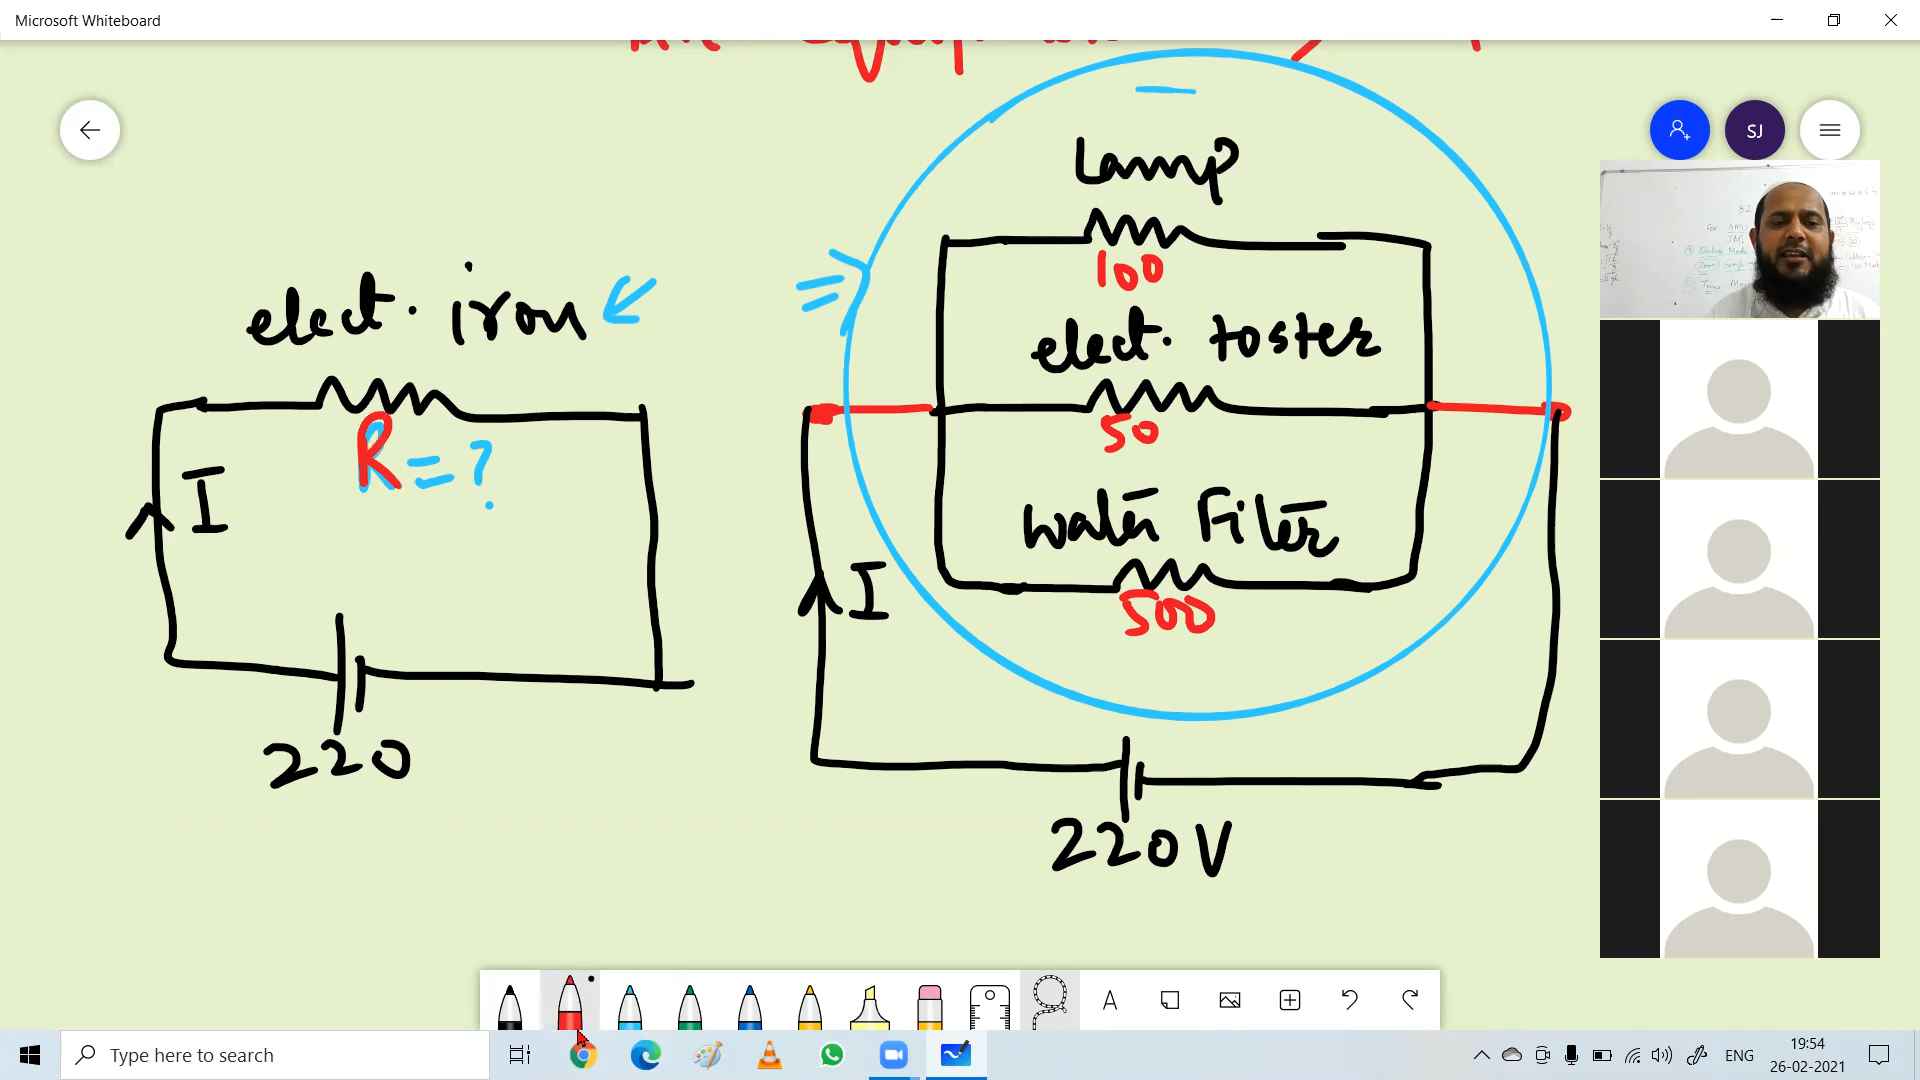 Microsoft Whiteboard
SJ
Lamp
100
elect. iron
elect. toster
R = ?
50
I
water Filter
I
500
220
220V
A
Type here to search
ENG
19:54
26-02-2021